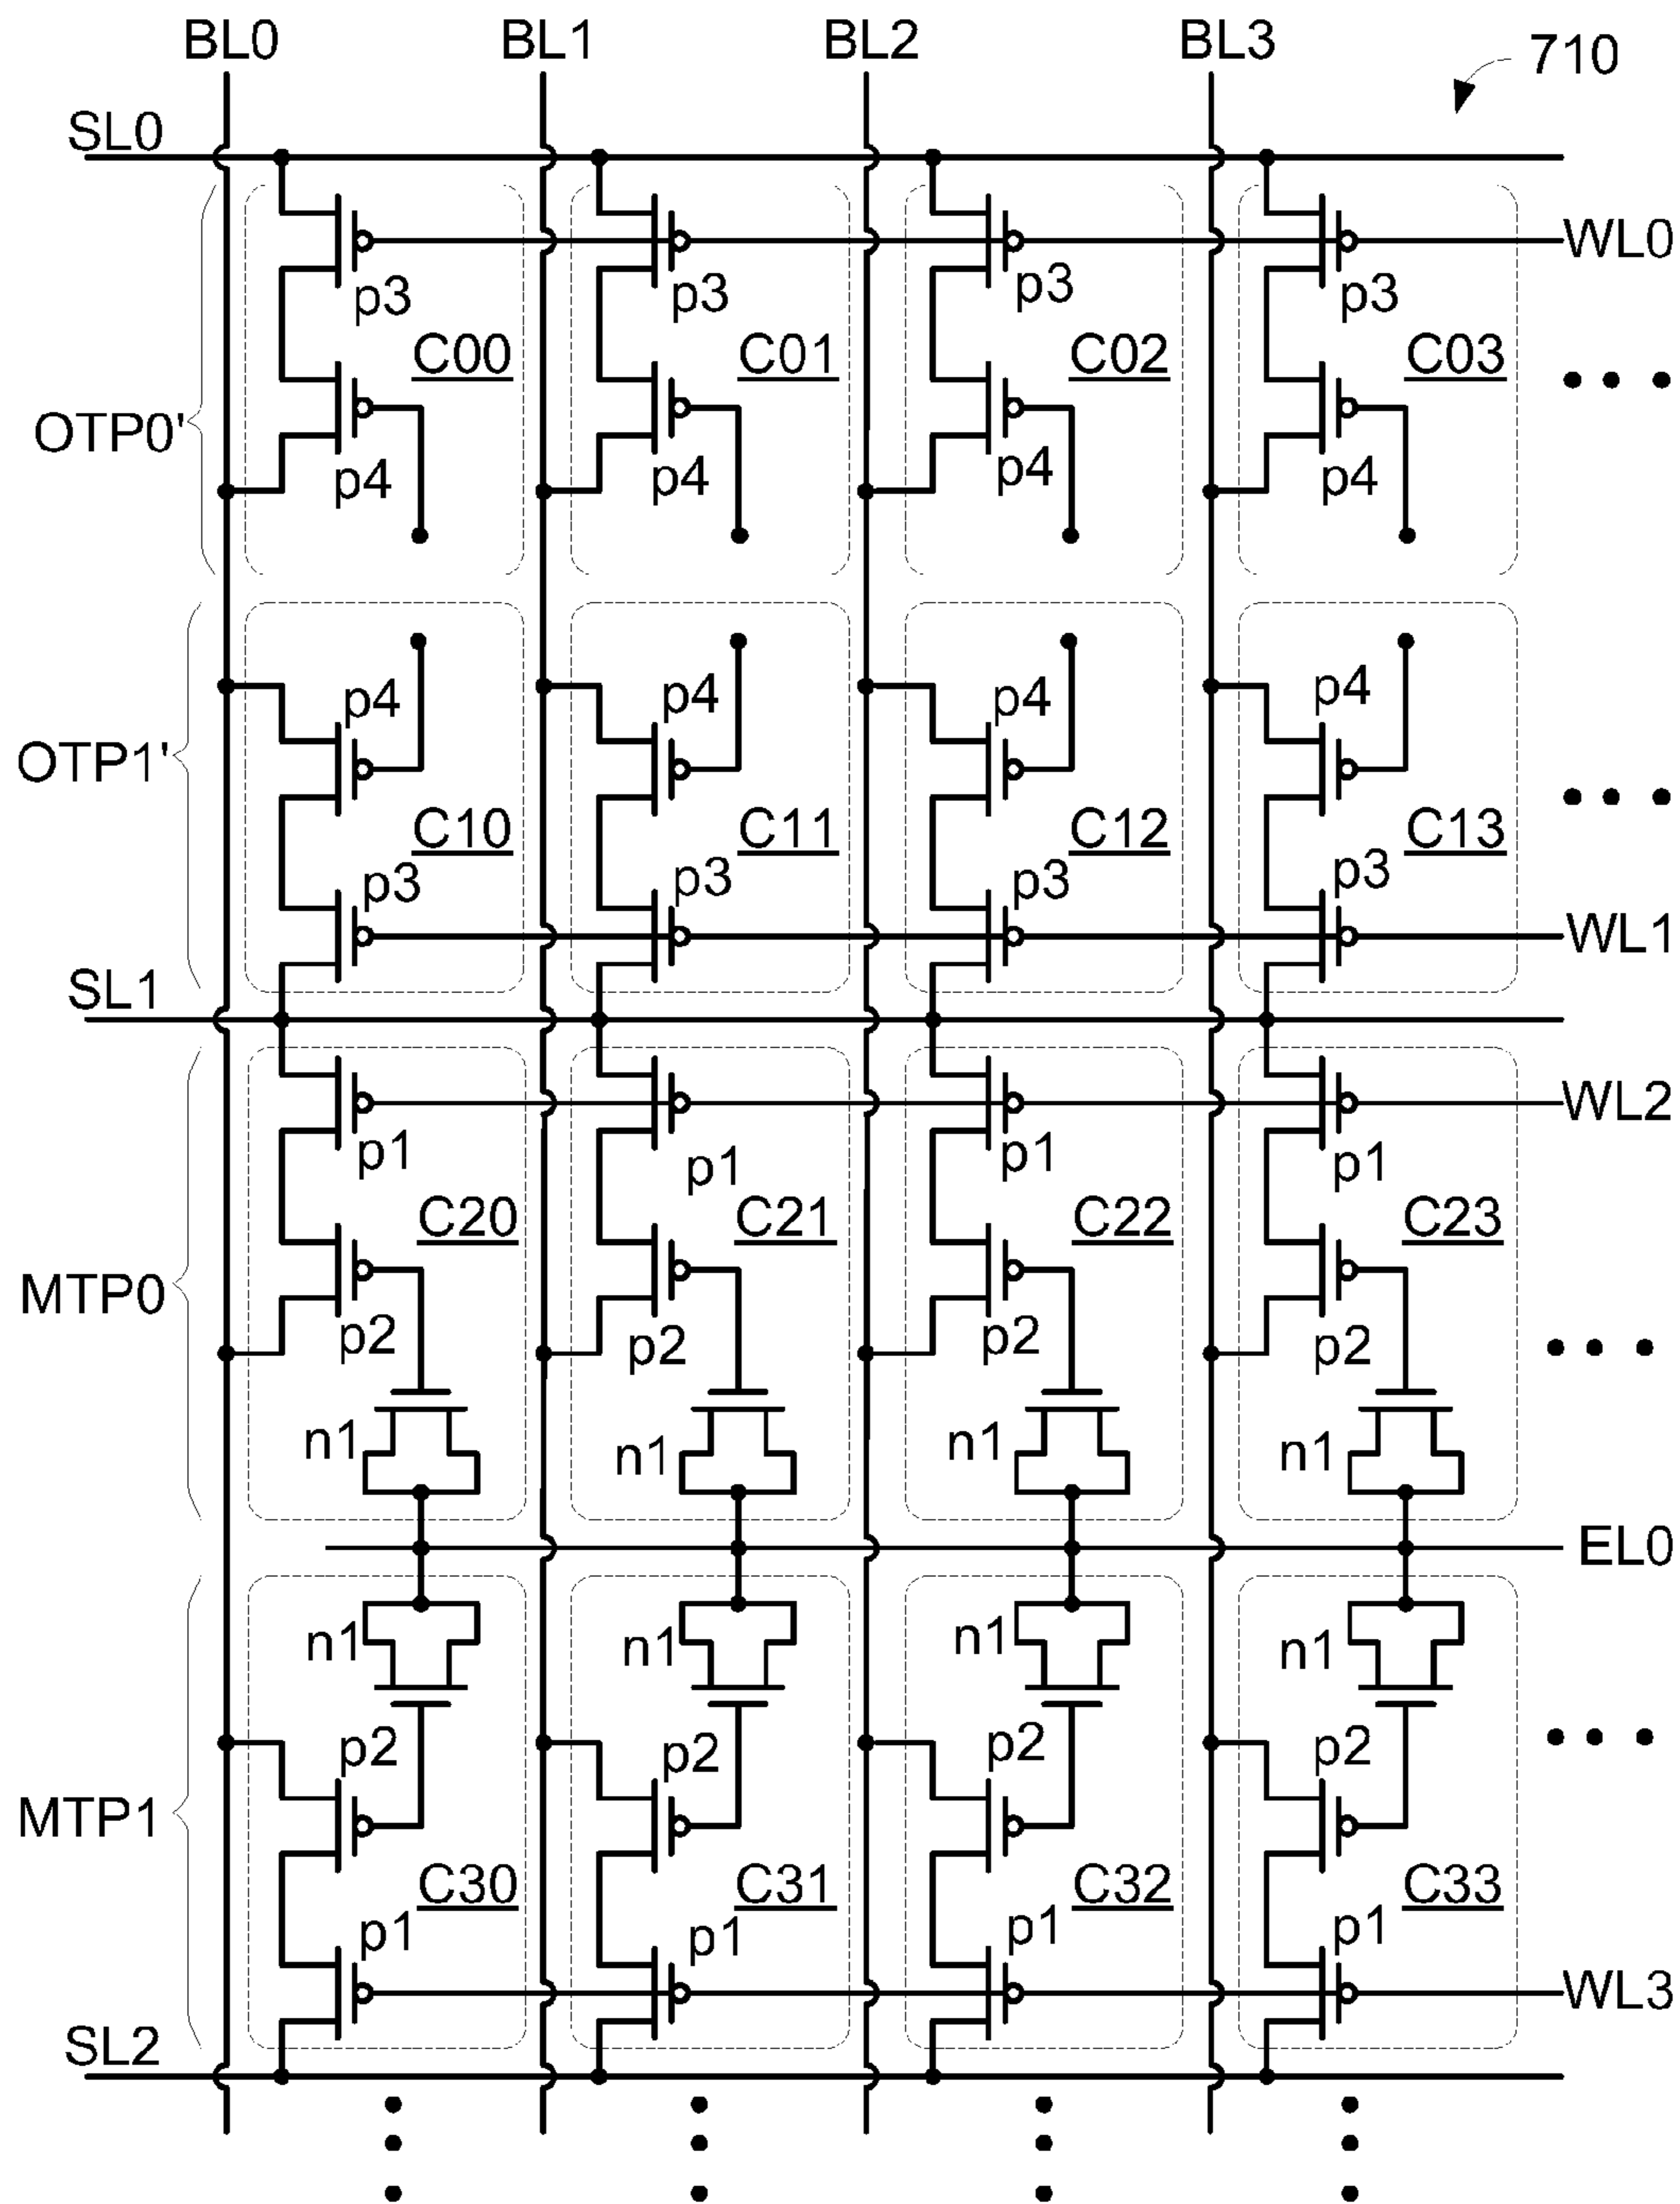 BL0 BL1 BL2 BL3
710
SL0
WL0
p3 p3 p3 p3
C00 C01 C02 C03
OTP0'
p4 p4 p4 p4
p4 p4 p4 p4
OTP1'
C10 C11 C12 C13
p3 p3 p3 p3
WL1
SL1
WL2
p1 p1 p1 p1
C20 C21 C22 C23
MTP0
p2 p2 p2 p2
n1 n1 n1 n1
EL0
n1 n1 n1 n1
p2 p2 p2 p2
MTP1
C30 C31 C32 C33
p1 p1 p1 p1
WL3
SL2